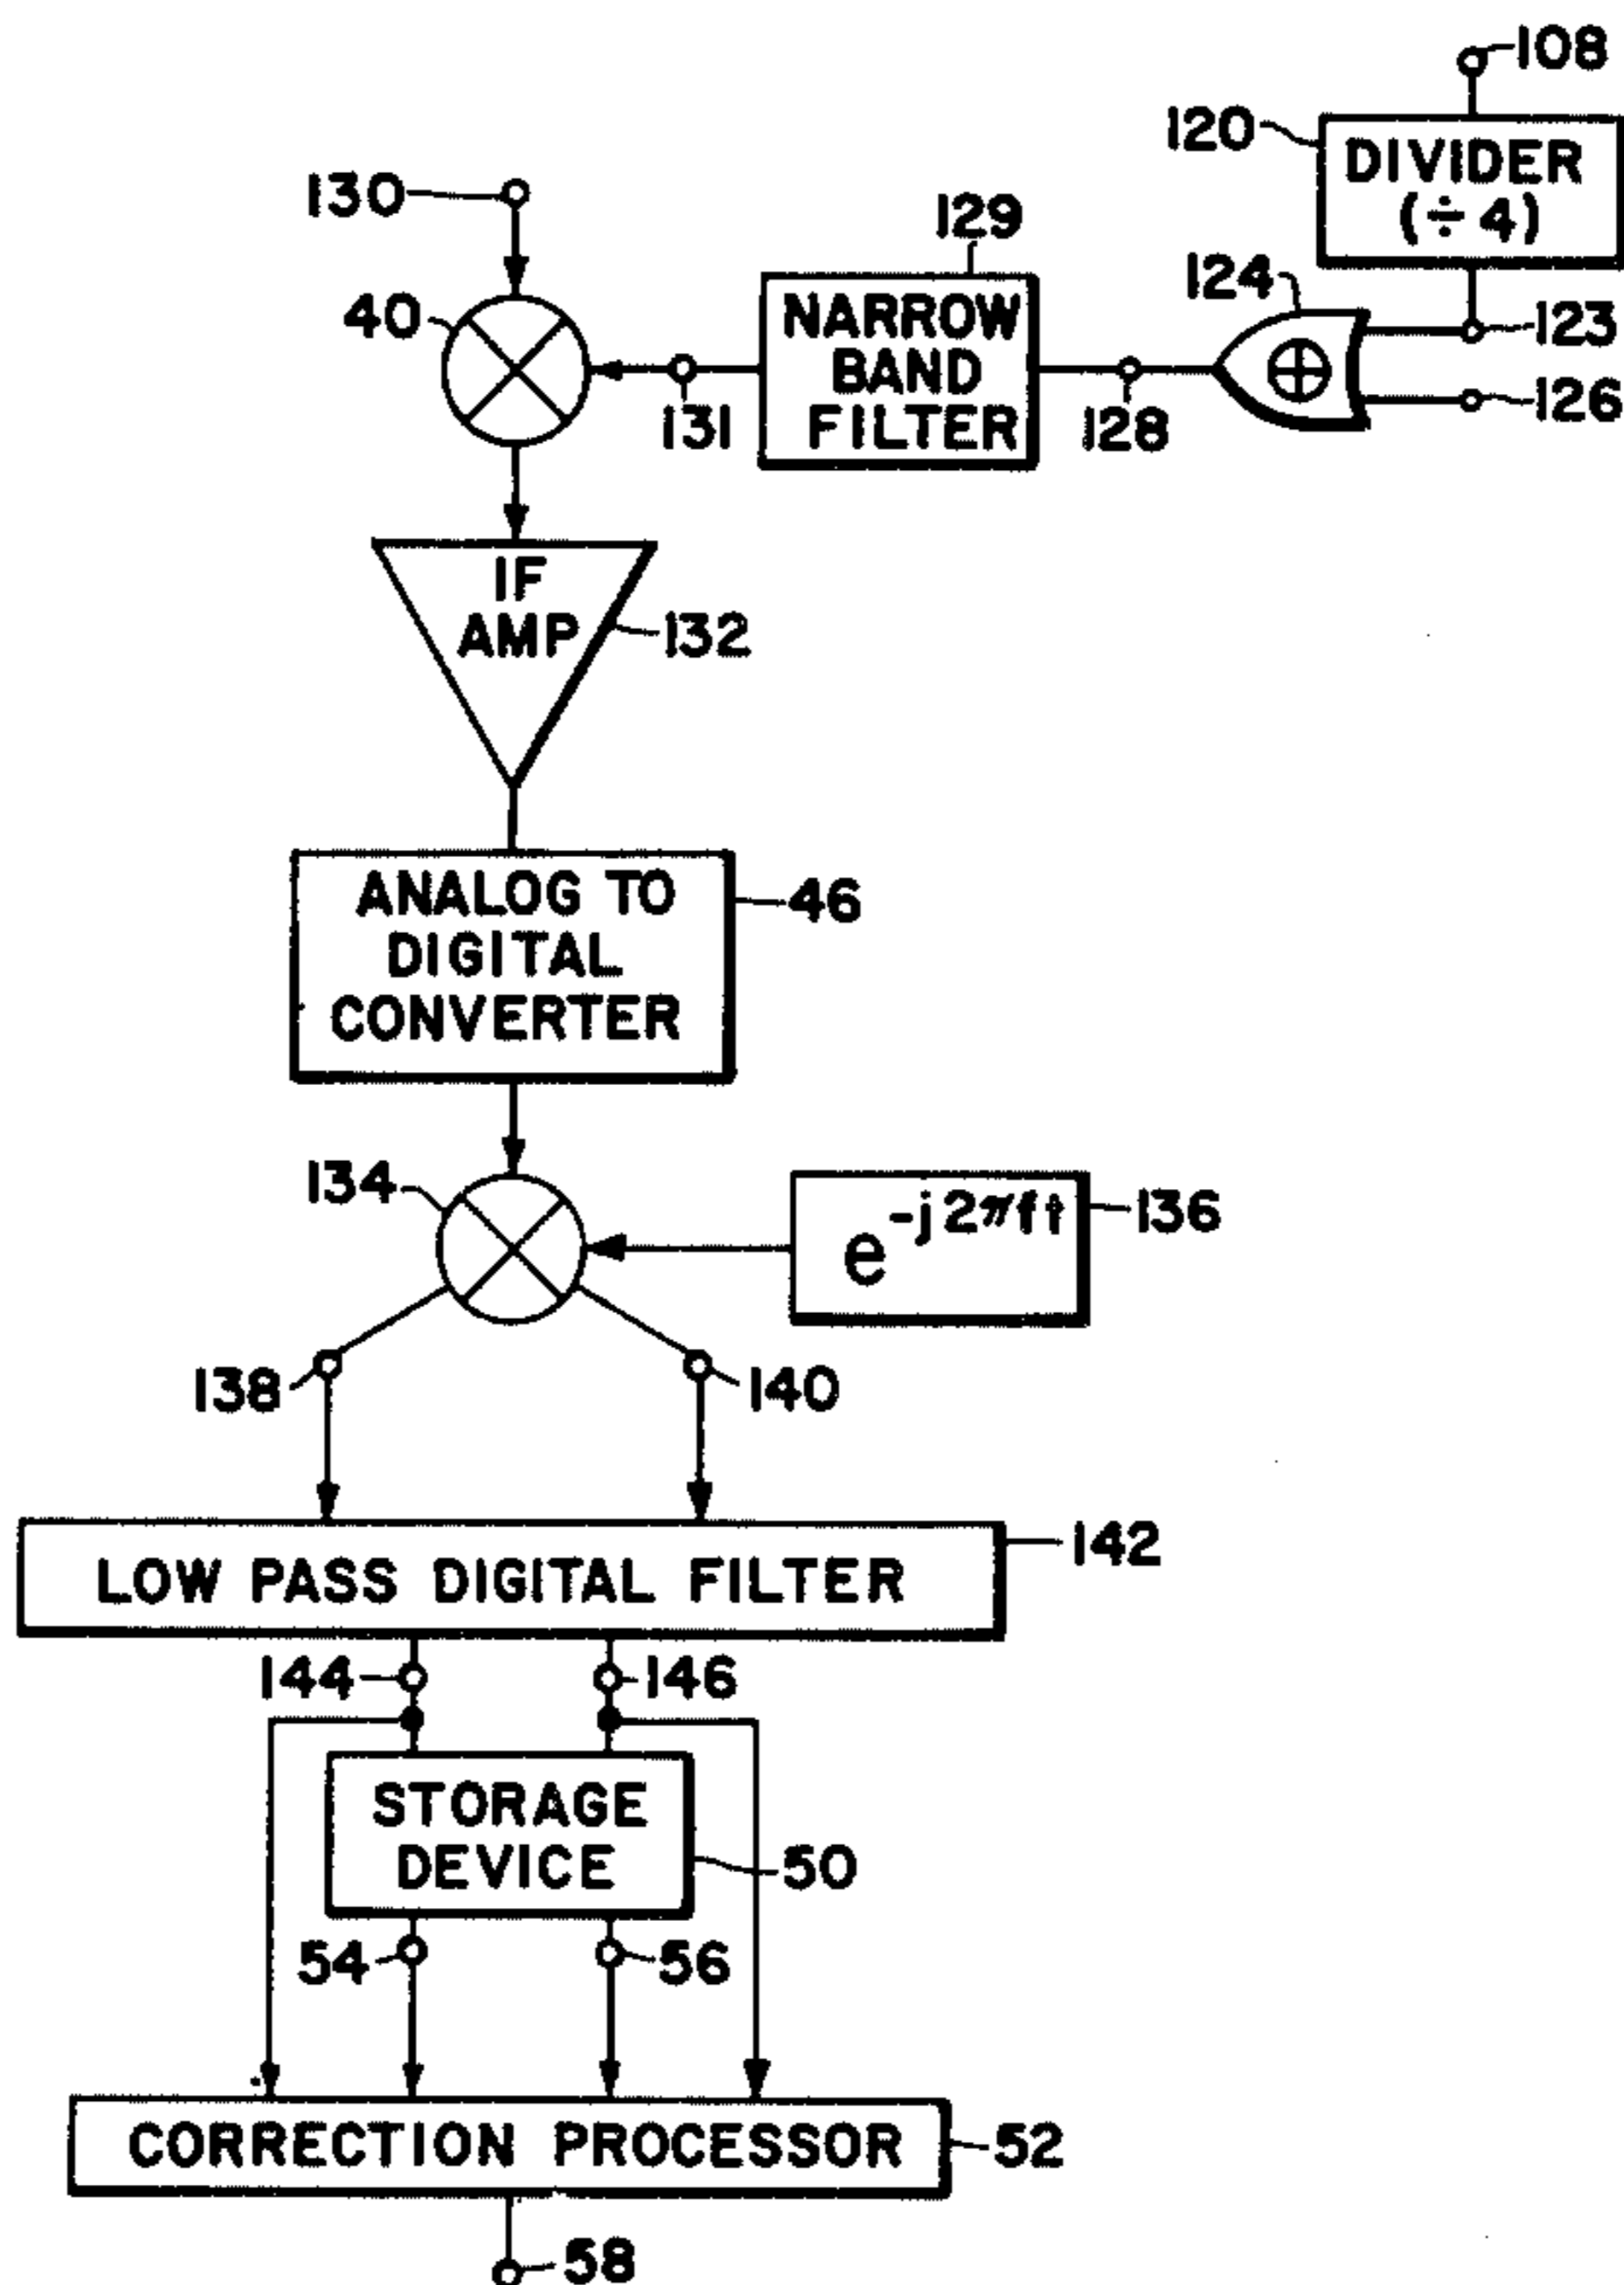 108
120
DIVIDER
(÷4)
130
129
124
123
40
NARROW
BAND
FILTER
131
128
126
IF
AMP
132
ANALOG TO
DIGITAL
CONVERTER
46
134
e-j2πft
136
138
140
LOW PASS DIGITAL FILTER
142
144
146
STORAGE
DEVICE
50
54
56
CORRECTION PROCESSOR
52
58